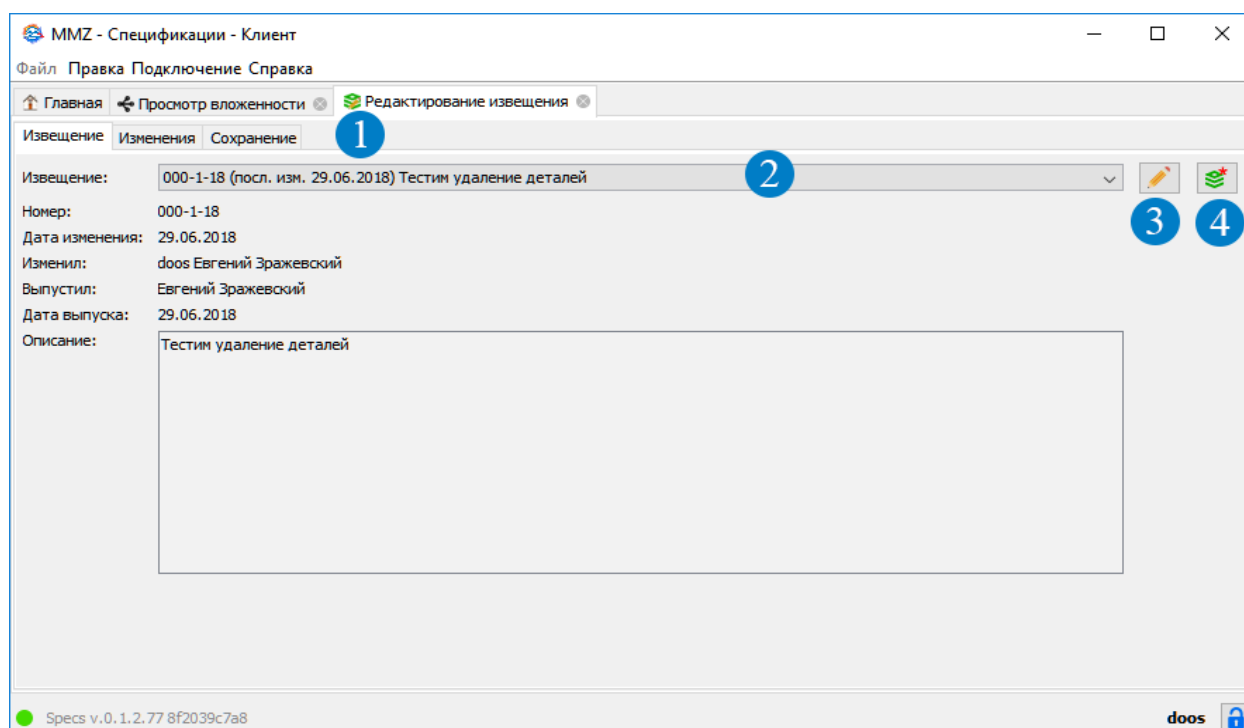 MMZ - Спецификации - Клиент
Файл Правка Подключение Справка
Главная Просмотр вложенности Редактирование извещения
Извещение Изменения Сохранение 1
Извещение: 000-1-18 (посл. изм. 29.06.2018) Тестим удаление деталей 2
Номер: 000-1-18 3 4
Дата изменения: 29.06.2018
Изменил: doos Евгений Зражевский
Выпустил: Евгений Зражевский
Дата выпуска: 29.06.2018
Описание: Тестим удаление деталей
Specs v.0.1.2.77 8f2039c7a8 doos